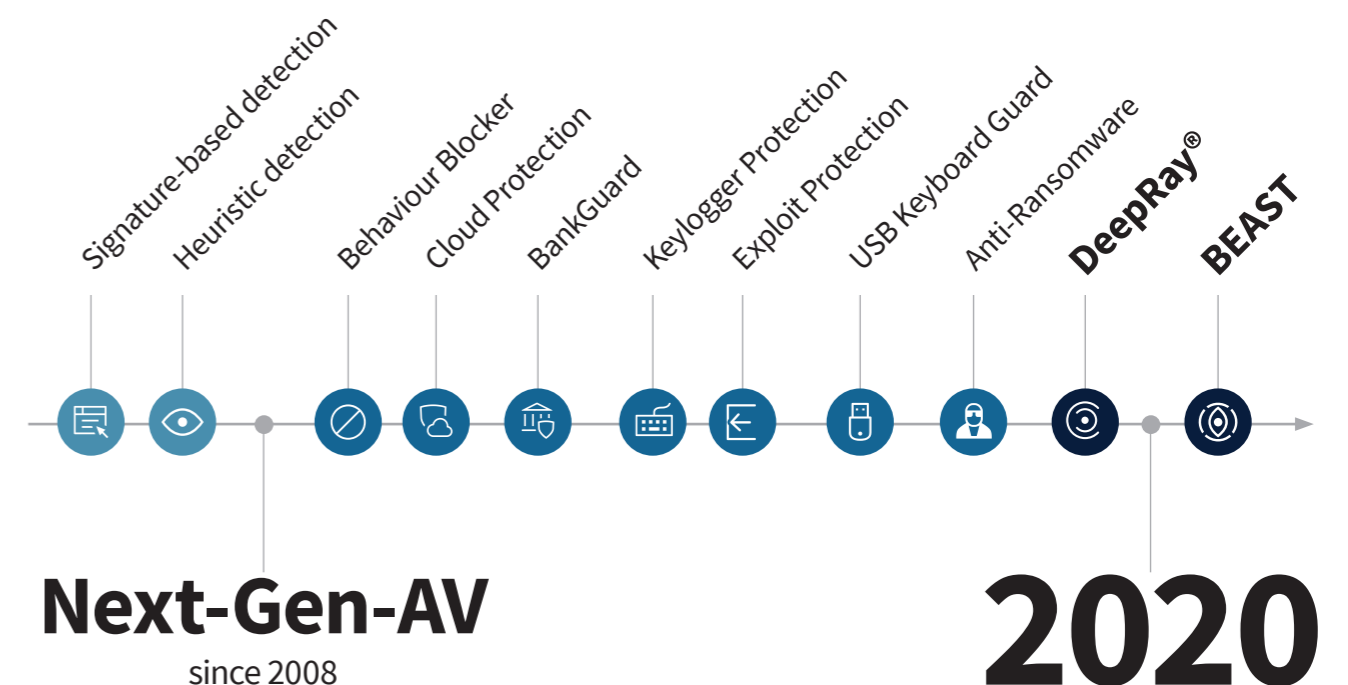 Signature-based detection
Heuristic detection
Behaviour Blocker
Cloud Protection
BankGuard
Keylogger Protection
Exploit Protection
USB Keyboard Guard
Anti-Ransomware
DeepRay®
BEAST
Next-Gen-AV
since 2008
2020